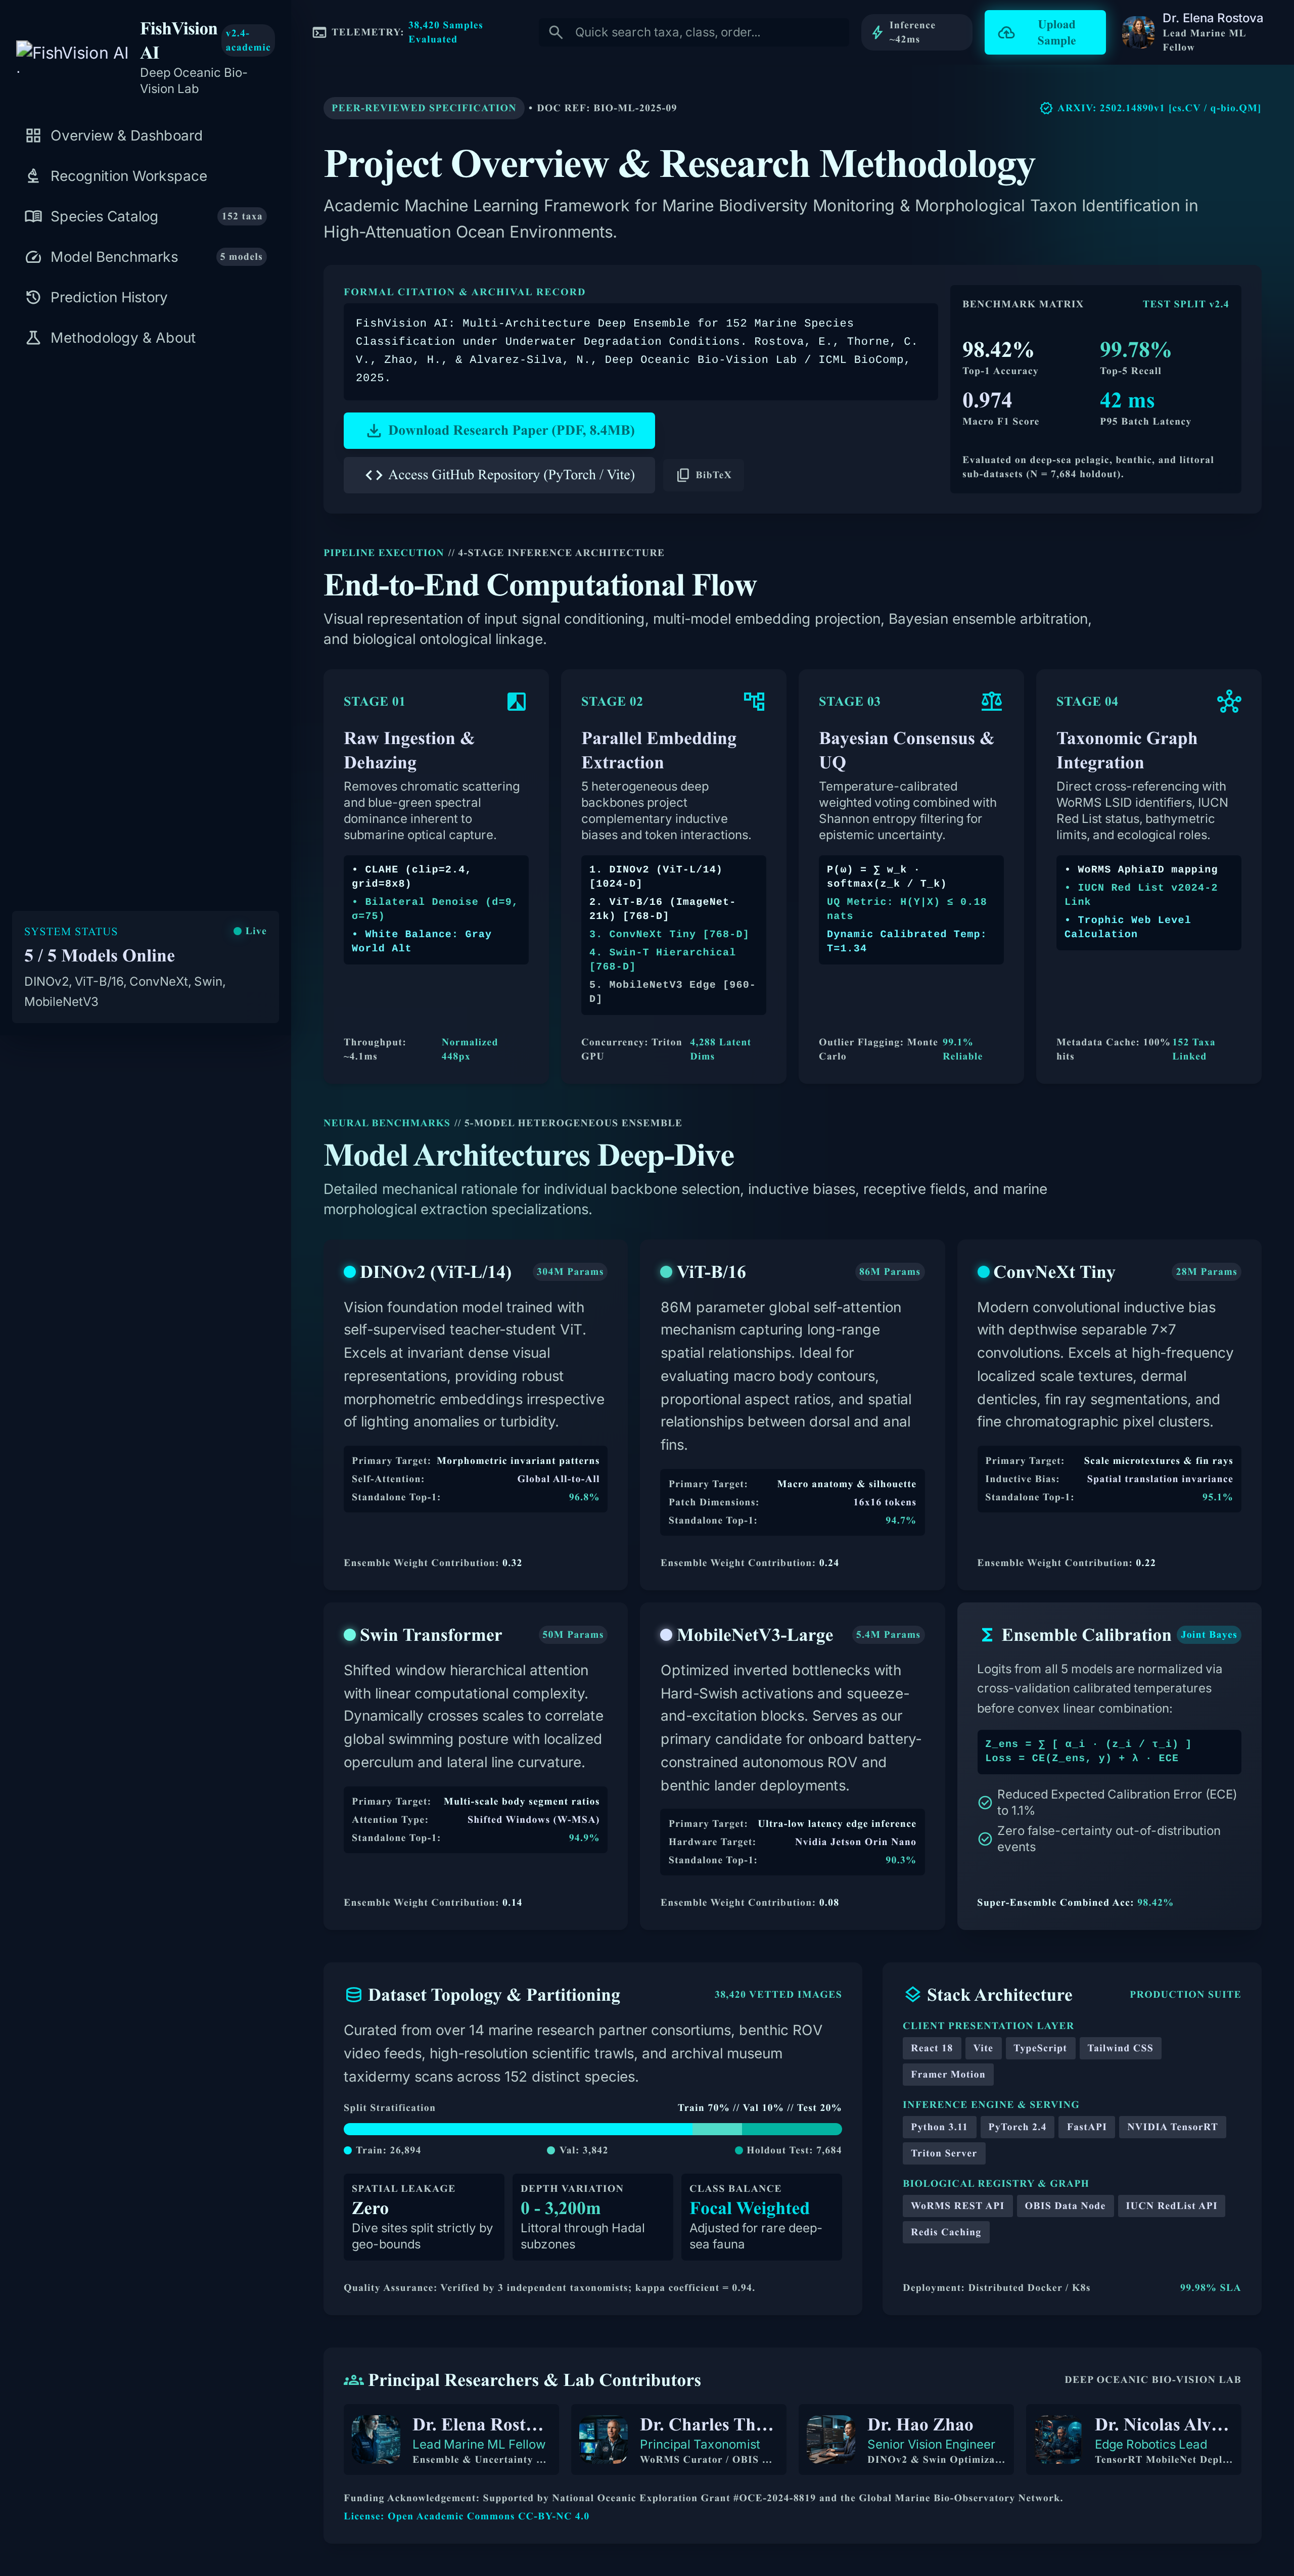 FishVision AI
.
FishVision
AI
v2.4-
academic
Deep Oceanic Bio-
Vision Lab
Overview & Dashboard
Recognition Workspace
Species Catalog
152 taxa
Model Benchmarks
5 models
Prediction History
Methodology & About
SYSTEM STATUS
Live
5 / 5 Models Online
DINOv2, ViT-B/16, ConvNeXt, Swin,
MobileNetV3
TELEMETRY:
38,420 Samples
Evaluated
Quick search taxa, class, order...
Inference
~42ms
Upload
Sample
Dr. Elena Rostova
Lead Marine ML
Fellow
PEER-REVIEWED SPECIFICATION • DOC REF: BIO-ML-2025-09
ARXIV: 2502.14890v1 [cs.CV / q-bio.QM]
Project Overview & Research Methodology
Academic Machine Learning Framework for Marine Biodiversity Monitoring & Morphological Taxon Identification in
High-Attenuation Ocean Environments.
FORMAL CITATION & ARCHIVAL RECORD
FishVision AI: Multi-Architecture Deep Ensemble for 152 Marine Species
Classification under Underwater Degradation Conditions. Rostova, E., Thorne, C.
V., Zhao, H., & Alvarez-Silva, N., Deep Oceanic Bio-Vision Lab / ICML BioComp,
2025.
Download Research Paper (PDF, 8.4MB)
Access GitHub Repository (PyTorch / Vite)
BibTeX
BENCHMARK MATRIX
TEST SPLIT v2.4
98.42%
Top-1 Accuracy
99.78%
Top-5 Recall
0.974
Macro F1 Score
42 ms
P95 Batch Latency
Evaluated on deep-sea pelagic, benthic, and littoral
sub-datasets (N = 7,684 holdout).
PIPELINE EXECUTION // 4-STAGE INFERENCE ARCHITECTURE
End-to-End Computational Flow
Visual representation of input signal conditioning, multi-model embedding projection, Bayesian ensemble arbitration,
and biological ontological linkage.
STAGE 01
Raw Ingestion &
Dehazing
Removes chromatic scattering
and blue-green spectral
dominance inherent to
submarine optical capture.
• CLAHE (clip=2.4,
grid=8x8)
• Bilateral Denoise (d=9,
σ=75)
• White Balance: Gray
World Alt
Throughput:
~4.1ms
Normalized
448px
STAGE 02
Parallel Embedding
Extraction
5 heterogeneous deep
backbones project
complementary inductive
biases and token interactions.
1. DINOv2 (ViT-L/14)
[1024-D]
2. ViT-B/16 (ImageNet-
21k) [768-D]
3. ConvNeXt Tiny [768-D]
4. Swin-T Hierarchical
[768-D]
5. MobileNetV3 Edge [960-
D]
Concurrency: Triton
GPU
4,288 Latent
Dims
STAGE 03
Bayesian Consensus &
UQ
Temperature-calibrated
weighted voting combined with
Shannon entropy filtering for
epistemic uncertainty.
P(ω) = ∑ w_k ·
softmax(z_k / T_k)
UQ Metric: H(Y|X) ≤ 0.18
nats
Dynamic Calibrated Temp:
T=1.34
Outlier Flagging: Monte
Carlo
99.1%
Reliable
STAGE 04
Taxonomic Graph
Integration
Direct cross-referencing with
WoRMS LSID identifiers, IUCN
Red List status, bathymetric
limits, and ecological roles.
• WoRMS AphiaID mapping
• IUCN Red List v2024-2
Link
• Trophic Web Level
Calculation
Metadata Cache: 100%
hits
152 Taxa
Linked
NEURAL BENCHMARKS // 5-MODEL HETEROGENEOUS ENSEMBLE
Model Architectures Deep-Dive
Detailed mechanical rationale for individual backbone selection, inductive biases, receptive fields, and marine
morphological extraction specializations.
DINOv2 (ViT-L/14)
304M Params
Vision foundation model trained with
self-supervised teacher-student ViT.
Excels at invariant dense visual
representations, providing robust
morphometric embeddings irrespective
of lighting anomalies or turbidity.
Primary Target: Morphometric invariant patterns
Self-Attention: Global All-to-All
Standalone Top-1: 96.8%
Ensemble Weight Contribution: 0.32
ViT-B/16
86M Params
86M parameter global self-attention
mechanism capturing long-range
spatial relationships. Ideal for
evaluating macro body contours,
proportional aspect ratios, and spatial
relationships between dorsal and anal
fins.
Primary Target: Macro anatomy & silhouette
Patch Dimensions: 16x16 tokens
Standalone Top-1: 94.7%
Ensemble Weight Contribution: 0.24
ConvNeXt Tiny
28M Params
Modern convolutional inductive bias
with depthwise separable 7×7
convolutions. Excels at high-frequency
localized scale textures, dermal
denticles, fin ray segmentations, and
fine chromatographic pixel clusters.
Primary Target: Scale microtextures & fin rays
Inductive Bias: Spatial translation invariance
Standalone Top-1: 95.1%
Ensemble Weight Contribution: 0.22
Swin Transformer
50M Params
Shifted window hierarchical attention
with linear computational complexity.
Dynamically crosses scales to correlate
global swimming posture with localized
operculum and lateral line curvature.
Primary Target: Multi-scale body segment ratios
Attention Type: Shifted Windows (W-MSA)
Standalone Top-1: 94.9%
Ensemble Weight Contribution: 0.14
MobileNetV3-Large
5.4M Params
Optimized inverted bottlenecks with
Hard-Swish activations and squeeze-
and-excitation blocks. Serves as our
primary candidate for onboard battery-
constrained autonomous ROV and
benthic lander deployments.
Primary Target: Ultra-low latency edge inference
Hardware Target: Nvidia Jetson Orin Nano
Standalone Top-1: 90.3%
Ensemble Weight Contribution: 0.08
Ensemble Calibration
Joint Bayes
Logits from all 5 models are normalized via
cross-validation calibrated temperatures
before convex linear combination:
Z_ens = ∑ [ α_i · (z_i / τ_i) ]
Loss = CE(Z_ens, y) + λ · ECE
Reduced Expected Calibration Error (ECE)
to 1.1%
Zero false-certainty out-of-distribution
events
Super-Ensemble Combined Acc: 98.42%
Dataset Topology & Partitioning
38,420 VETTED IMAGES
Curated from over 14 marine research partner consortiums, benthic ROV
video feeds, high-resolution scientific trawls, and archival museum
taxidermy scans across 152 distinct species.
Split Stratification
Train 70% // Val 10% // Test 20%
Train: 26,894
Val: 3,842
Holdout Test: 7,684
SPATIAL LEAKAGE
Zero
Dive sites split strictly by
geo-bounds
DEPTH VARIATION
0 - 3,200m
Littoral through Hadal
subzones
CLASS BALANCE
Focal Weighted
Adjusted for rare deep-
sea fauna
Quality Assurance: Verified by 3 independent taxonomists; kappa coefficient = 0.94.
Stack Architecture
PRODUCTION SUITE
CLIENT PRESENTATION LAYER
React 18
Vite
TypeScript
Tailwind CSS
Framer Motion
INFERENCE ENGINE & SERVING
Python 3.11
PyTorch 2.4
FastAPI
NVIDIA TensorRT
Triton Server
BIOLOGICAL REGISTRY & GRAPH
WoRMS REST API
OBIS Data Node
IUCN RedList API
Redis Caching
Deployment: Distributed Docker / K8s
99.98% SLA
Principal Researchers & Lab Contributors
DEEP OCEANIC BIO-VISION LAB
Dr. Elena Rost…
Lead Marine ML Fellow
Ensemble & Uncertainty …
Dr. Charles Th…
Principal Taxonomist
WoRMS Curator / OBIS …
Dr. Hao Zhao
Senior Vision Engineer
DINOv2 & Swin Optimiza…
Dr. Nicolas Alv…
Edge Robotics Lead
TensorRT MobileNet Depl…
Funding Acknowledgement: Supported by National Oceanic Exploration Grant #OCE-2024-8819 and the Global Marine Bio-Observatory Network.
License: Open Academic Commons CC-BY-NC 4.0